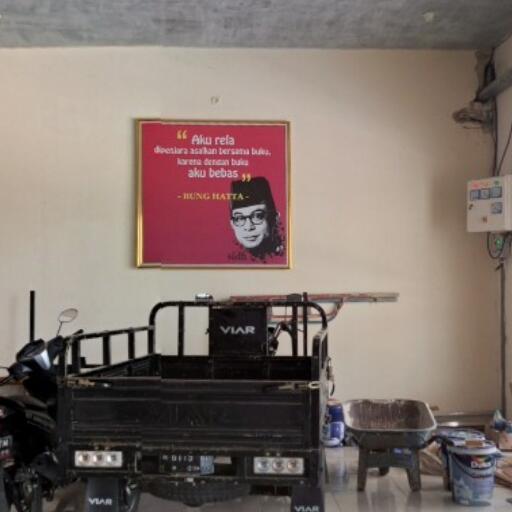 “ Aku rela
dipenjara asalkan bersama buku,
karena dengan buku
aku bebas ”
- BUNG HATTA -
VIAR
VIAR
VIAR